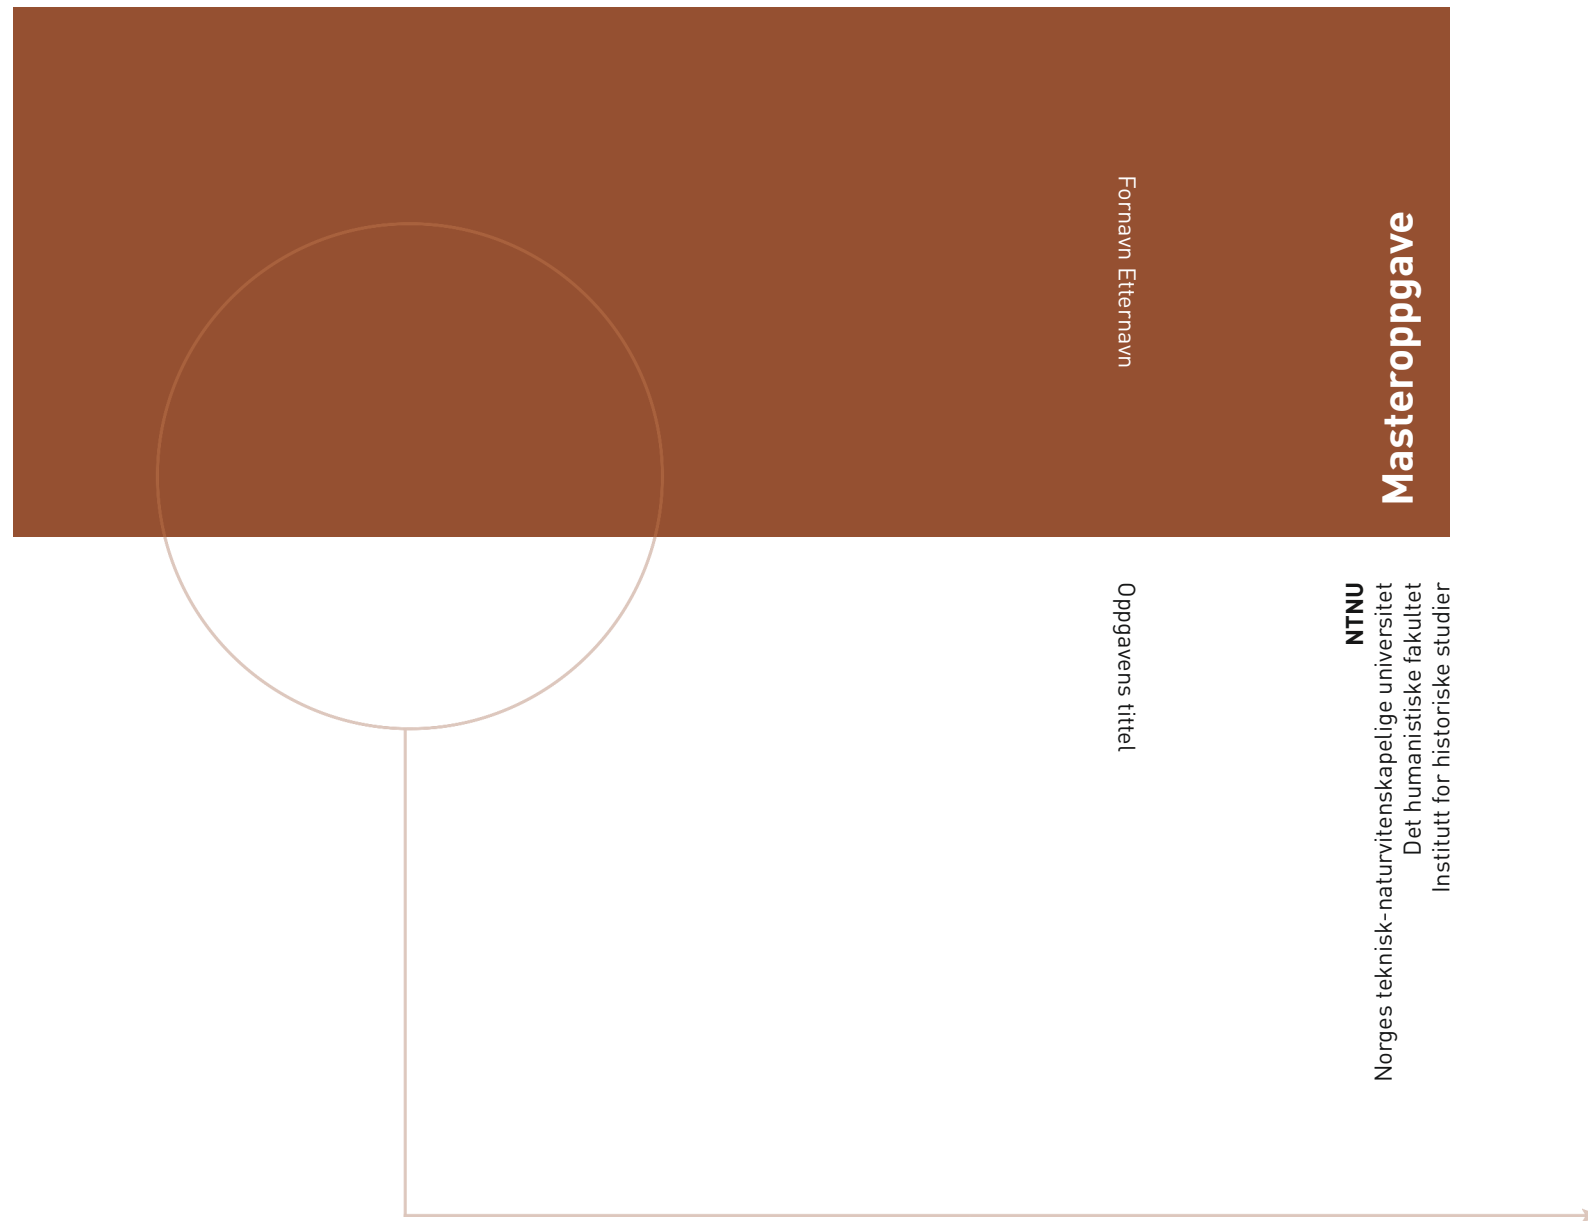 Masteroppgave
Fornavn Etternavn
Oppgavens tittel
NTNU
Norges teknisk-naturvitenskapelige universitet
Det humanistiske fakultet
Institutt for historiske studier